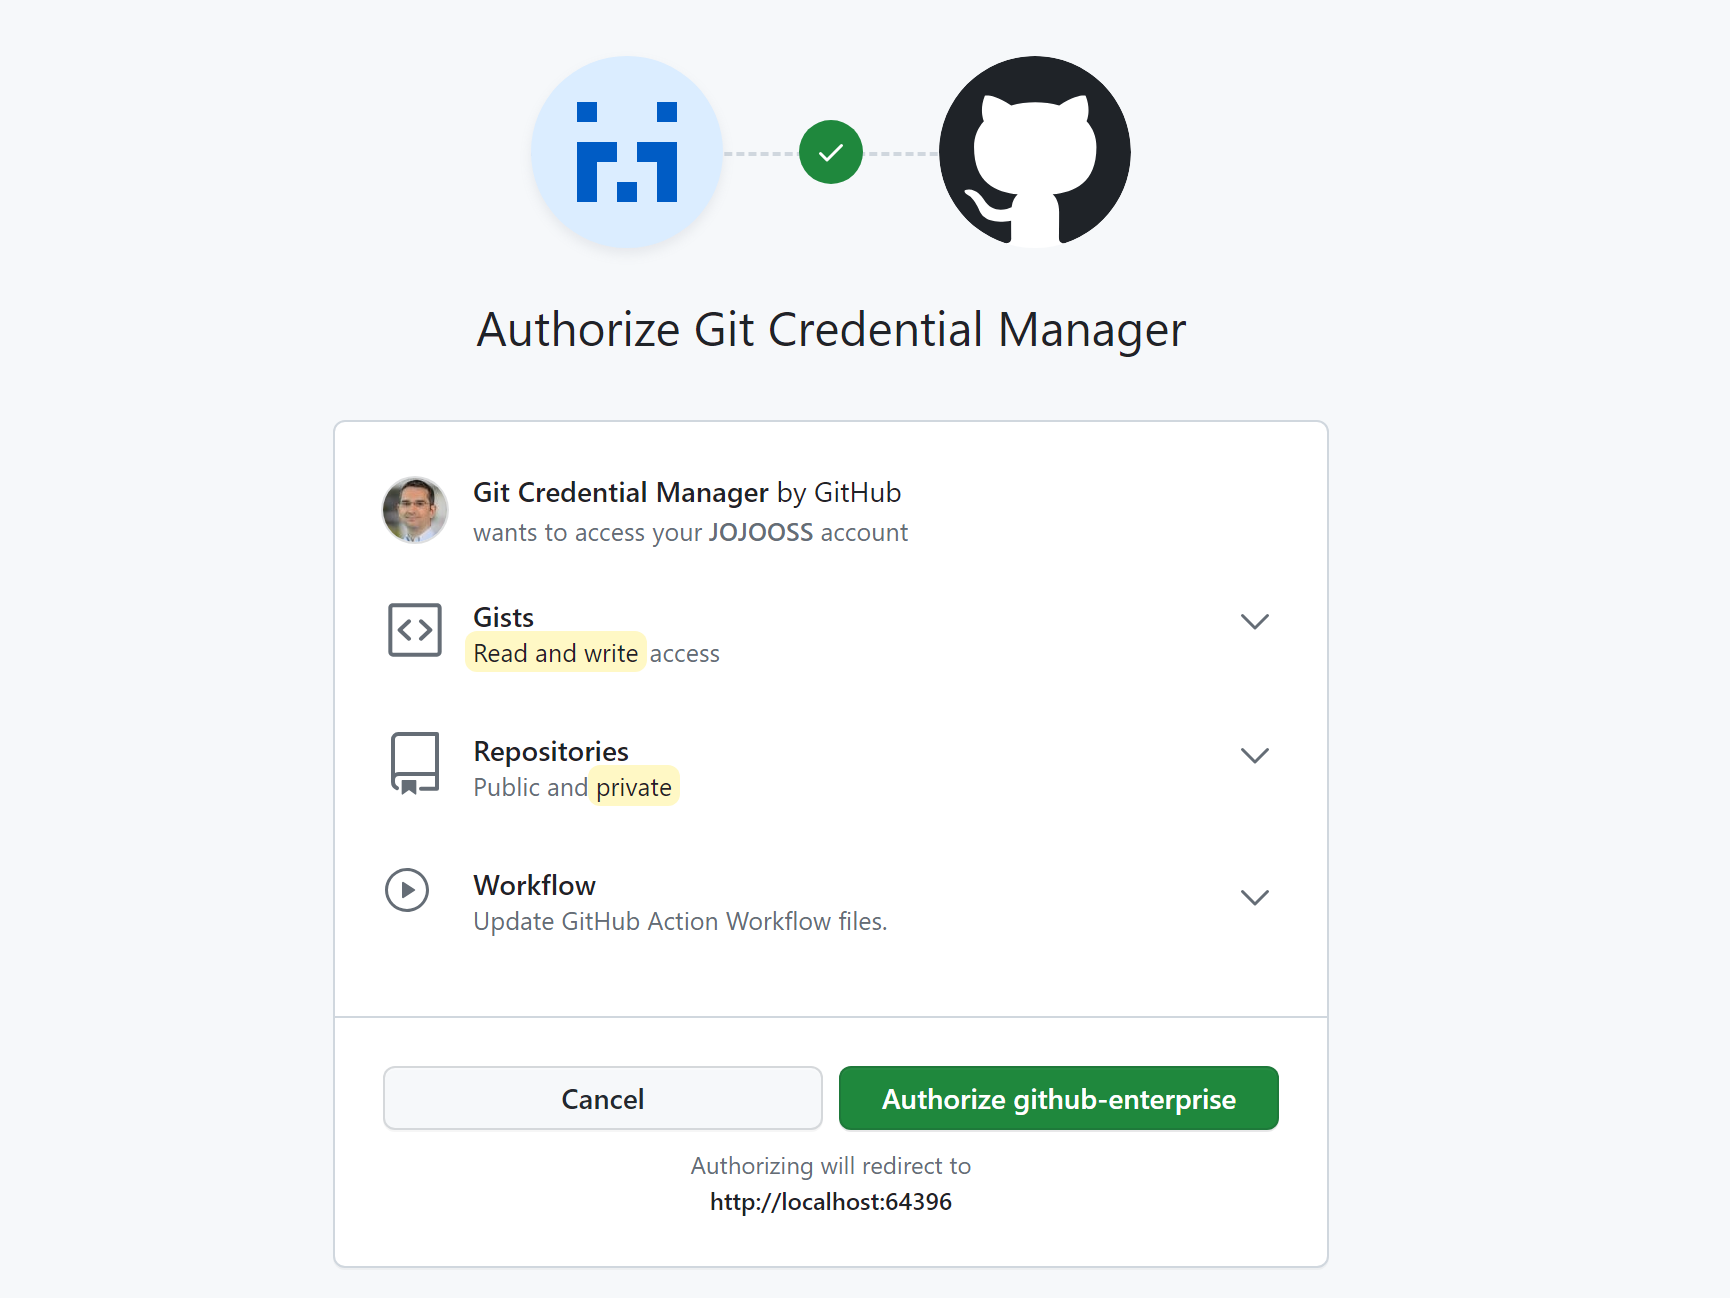 Authorize Git Credential Manager
Git Credential Manager by GitHub
wants to access your JOJOOSS account
Gists
Read and write access
Repositories
Public and private
Workflow
Update GitHub Action Workflow files.
Cancel
Authorize github-enterprise
Authorizing will redirect to
http://localhost:64396